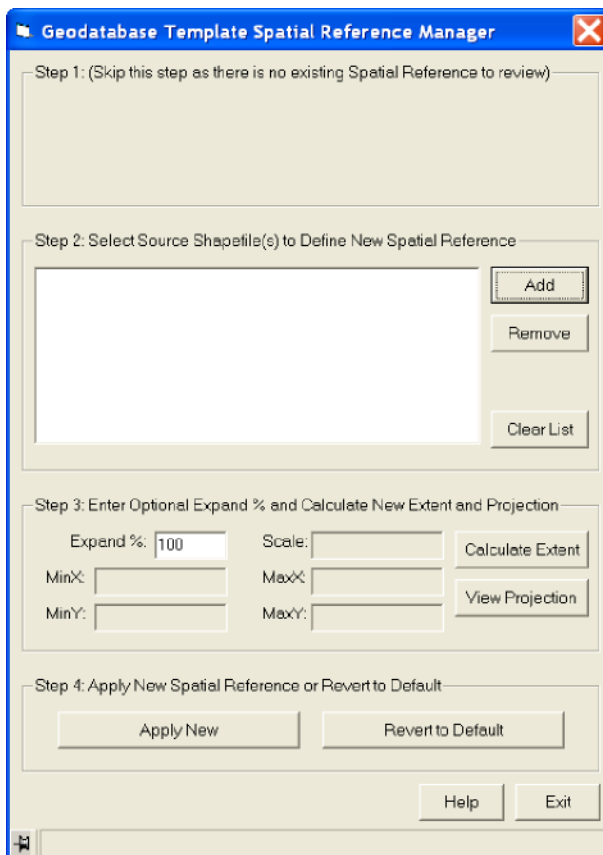 Geodatabase Template Spatial Reference Manager
Step 1: (Skip this step as there is no existing Spatial Reference to review)
Step 2: Select Source Shapefile(s) to Define New Spatial Reference
Add
Remove
Clear List
Step 3: Enter Optional Expand % and Calculate New Extent and Projection
Expand %: 100 Scale: Calculate Extent
MinX: MaxX:
View Projection
MinY: MaxY:
Step 4: Apply New Spatial Reference or Revert to Default
Apply New Revert to Default
Help Exit